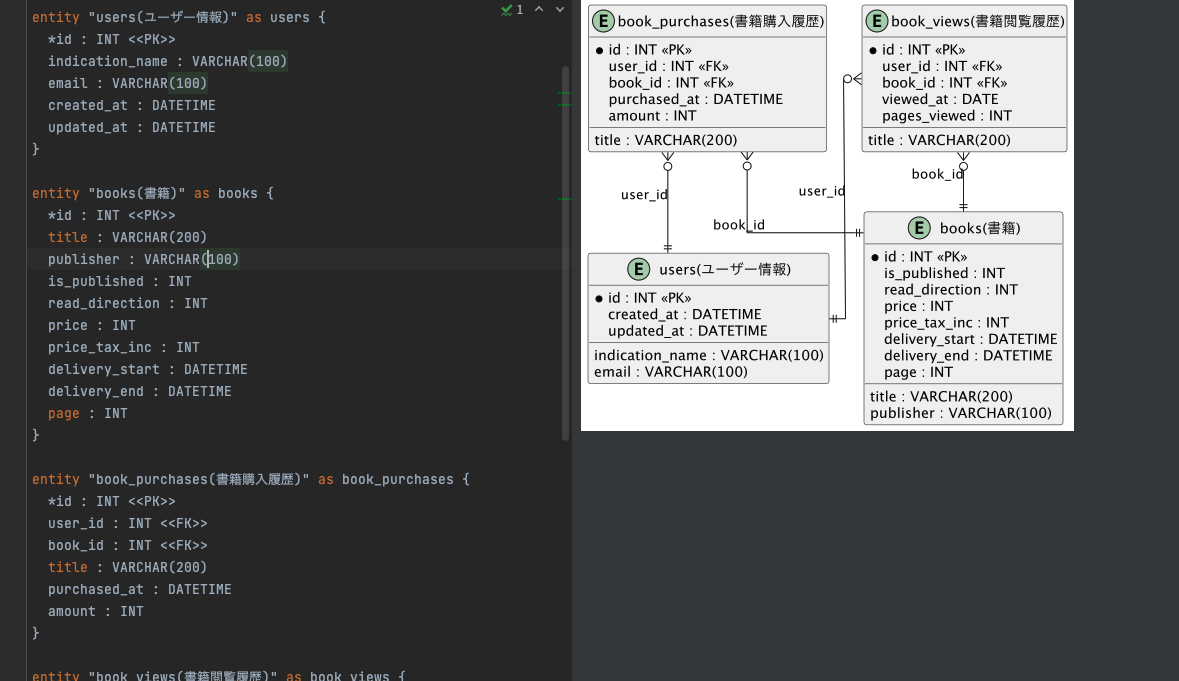 entity "users(ユーザー情報)" as users {
*id : INT <<PK>>
indication_name : VARCHAR(100)
email : VARCHAR(100)
created_at : DATETIME
updated_at : DATETIME
}
entity "books(書籍)" as books {
*id : INT <<PK>>
title : VARCHAR(200)
publisher : VARCHAR(100)
is_published : INT
read_direction : INT
price : INT
price_tax_inc : INT
delivery_start : DATETIME
delivery_end : DATETIME
page : INT
}
entity "book_purchases(書籍購入履歴)" as book_purchases {
*id : INT <<PK>>
user_id : INT <<FK>>
book_id : INT <<FK>>
title : VARCHAR(200)
purchased_at : DATETIME
amount : INT
}
entity "book_views(書籍閲覧履歴)" as book_views {
1
E book_purchases(書籍購入履歴)
id : INT «PK»
user_id : INT «FK»
book_id : INT «FK»
purchased_at : DATETIME
amount : INT
title : VARCHAR(200)
E book_views(書籍閲覧履歴)
id : INT «PK»
user_id : INT «FK»
book_id : INT «FK»
viewed_at : DATE
pages_viewed : INT
title : VARCHAR(200)
user_id
book_id
user_id
book_id
E users(ユーザー情報)
id : INT «PK»
created_at : DATETIME
updated_at : DATETIME
indication_name : VARCHAR(100)
email : VARCHAR(100)
E books(書籍)
id : INT «PK»
is_published : INT
read_direction : INT
price : INT
price_tax_inc : INT
delivery_start : DATETIME
delivery_end : DATETIME
page : INT
title : VARCHAR(200)
publisher : VARCHAR(100)